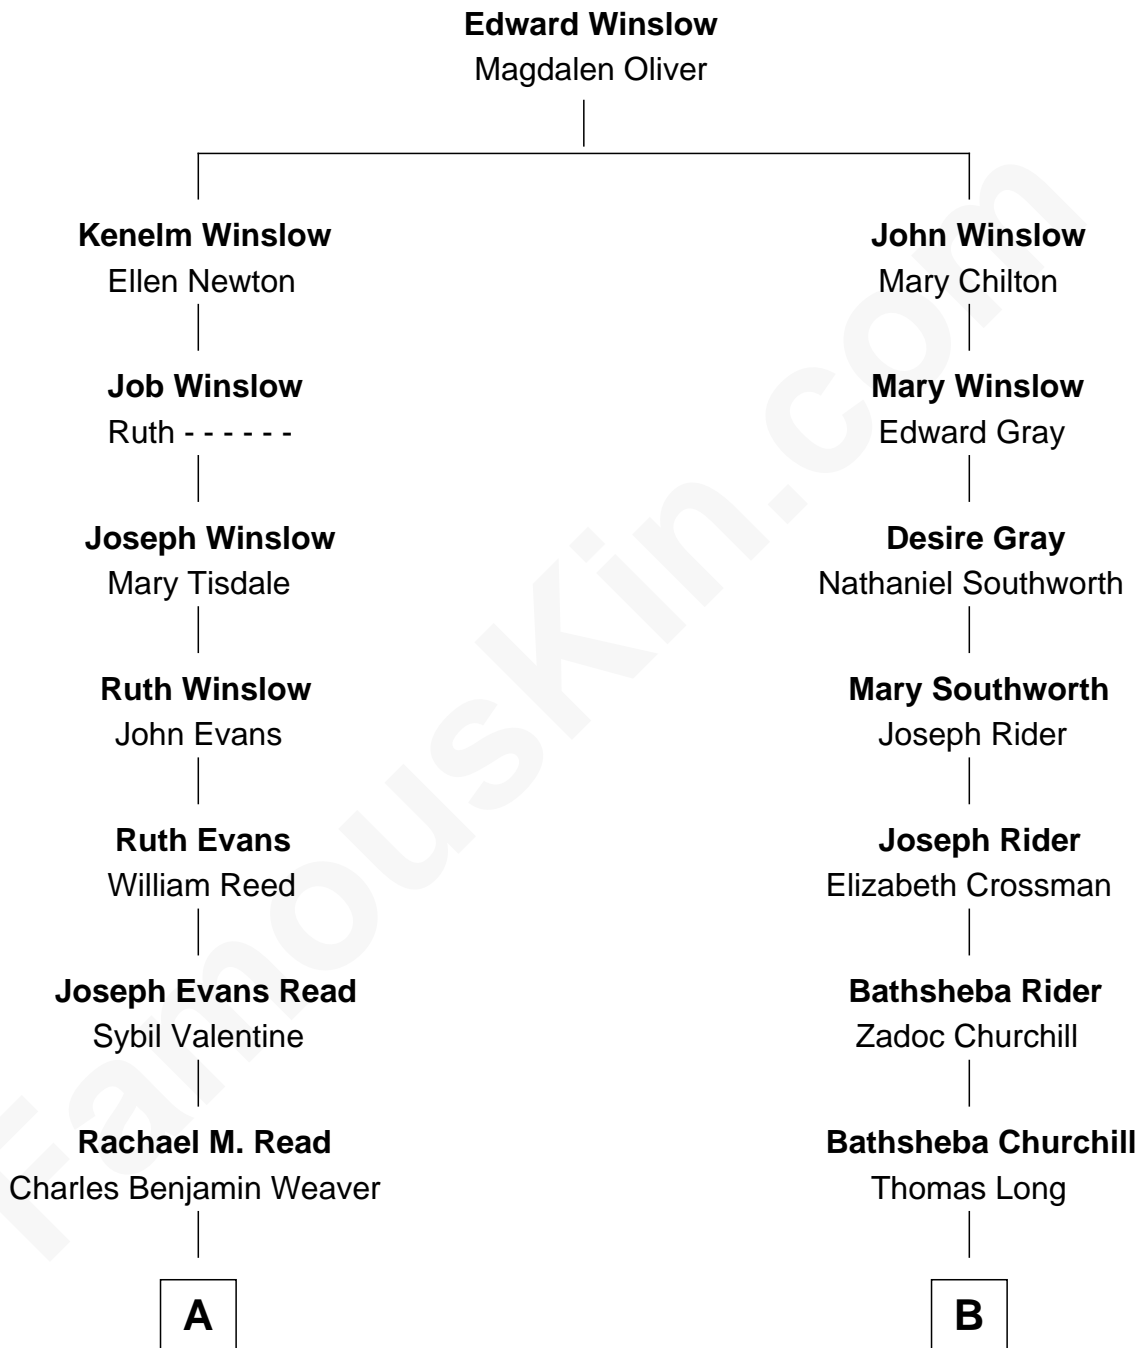 Edward Winslow
Magdalen Oliver
Kenelm Winslow
Ellen Newton
John Winslow
Mary Chilton
Job Winslow
Ruth - - - - - -
Mary Winslow
Edward Gray
Joseph Winslow
Mary Tisdale
Desire Gray
Nathaniel Southworth
Ruth Winslow
John Evans
Mary Southworth
Joseph Rider
Ruth Evans
William Reed
Joseph Rider
Elizabeth Crossman
Joseph Evans Read
Sybil Valentine
Bathsheba Rider
Zadoc Churchill
Rachael M. Read
Charles Benjamin Weaver
Bathsheba Churchill
Thomas Long
A
B
FamousKin.com